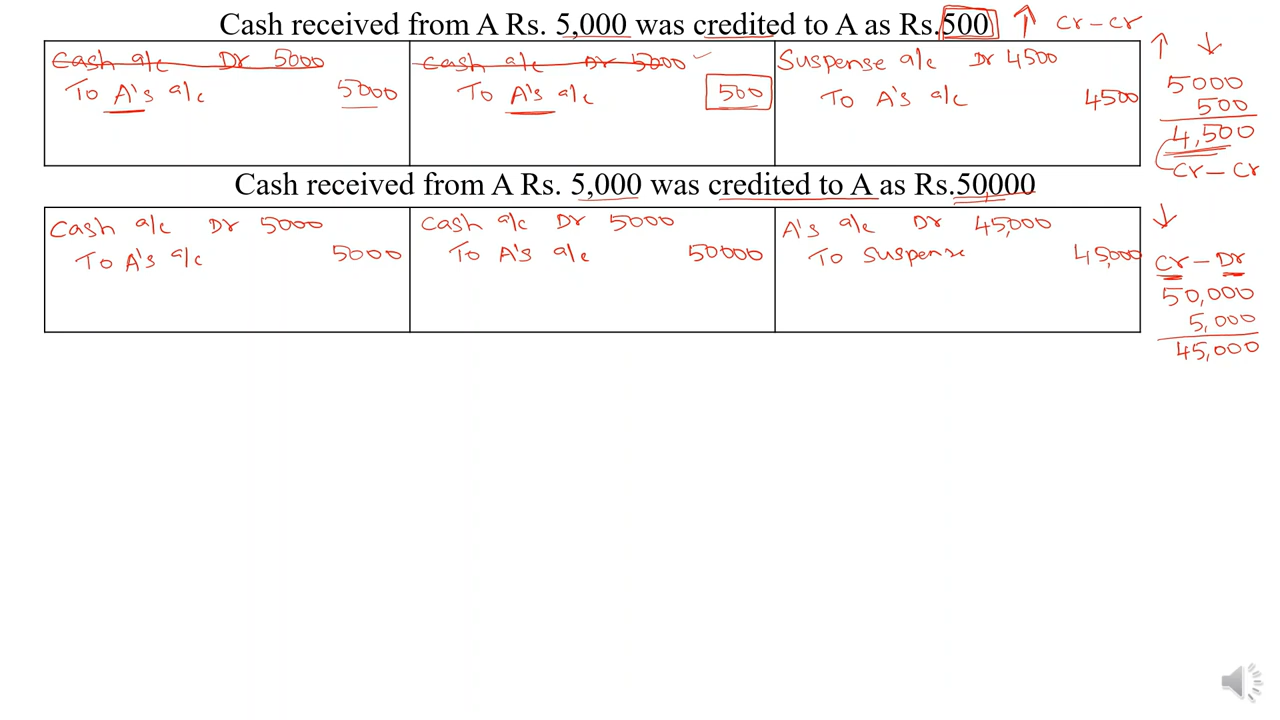 Cash received from A Rs. 5,000 was credited to A as Rs.500 ↑ Cr-Cr
Cash a/c Dr 5000
To A's a/c 5000
Cash a/c Dr 5000
To A's a/c 500
Suspense a/c Dr 4500
To A's a/c 4500
↑ ↓
5000
500
4,500
Cr-Cr
Cash received from A Rs. 5,000 was credited to A as Rs.50,000
Cash a/c Dr 5000
To A's a/c 5000
Cash a/c Dr 5000
To A's a/c 50000
A's a/c Dr 45,000
To Suspense 45,000
↓
Cr-Dr
50,000
5,000
45,000